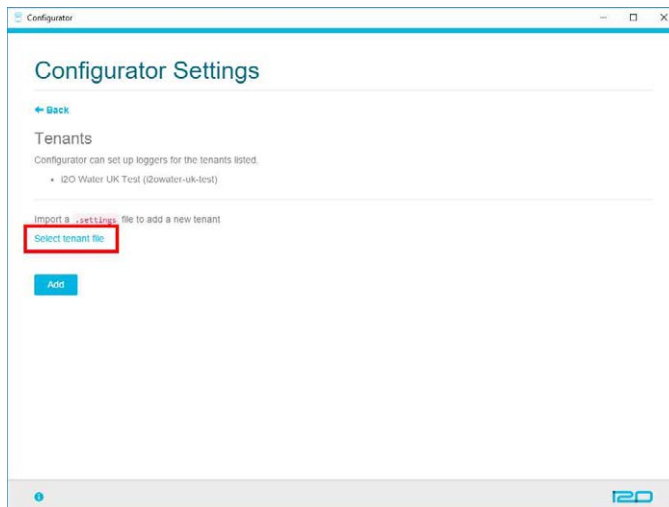 Configurator
Configurator Settings
Back
Tenants
Configurator can set up loggers for the tenants listed.
• i2O Water UK Test (i2owater-uk-test)
Import a .settings file to add a new tenant
Select tenant file
Add
i2O